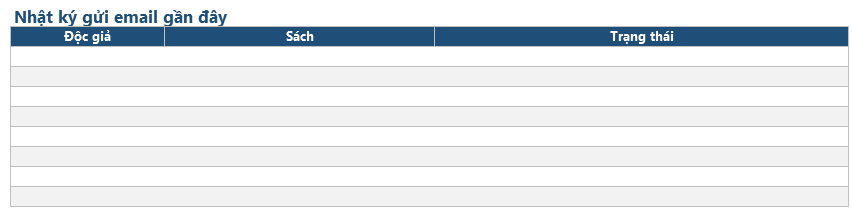 Nhật ký gửi email gần đây
Độc giả Sách Trạng thái